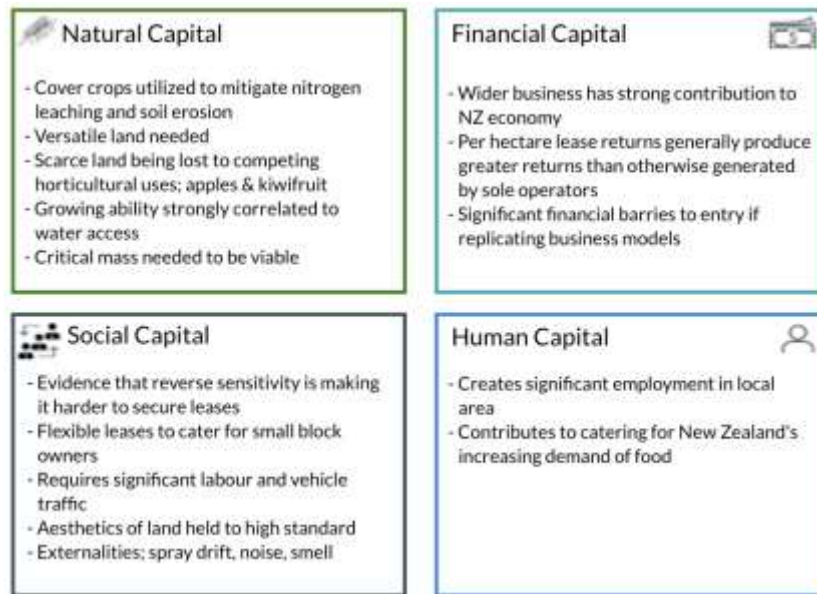 Natural Capital
- Cover crops utilized to mitigate nitrogen
leaching and soil erosion
- Versatile land needed
- Scarce land being lost to competing
horticultural uses; apples & kiwifruit
- Growing ability strongly correlated to
water access
- Critical mass needed to be viable
Financial Capital
- Wider business has strong contribution to
NZ economy
- Per hectare lease returns generally produce
greater returns than otherwise generated
by sole operators
- Significant financial barries to entry if
replicating business models
Social Capital
- Evidence that reverse sensitivity is making
it harder to secure leases
- Flexible leases to cater for small block
owners
- Requires significant labour and vehicle
traffic
- Aesthetics of land held to high standard
- Externalities; spray drift, noise, smell
Human Capital
- Creates significant employment in local
area
- Contributes to catering for New Zealand's
increasing demand of food